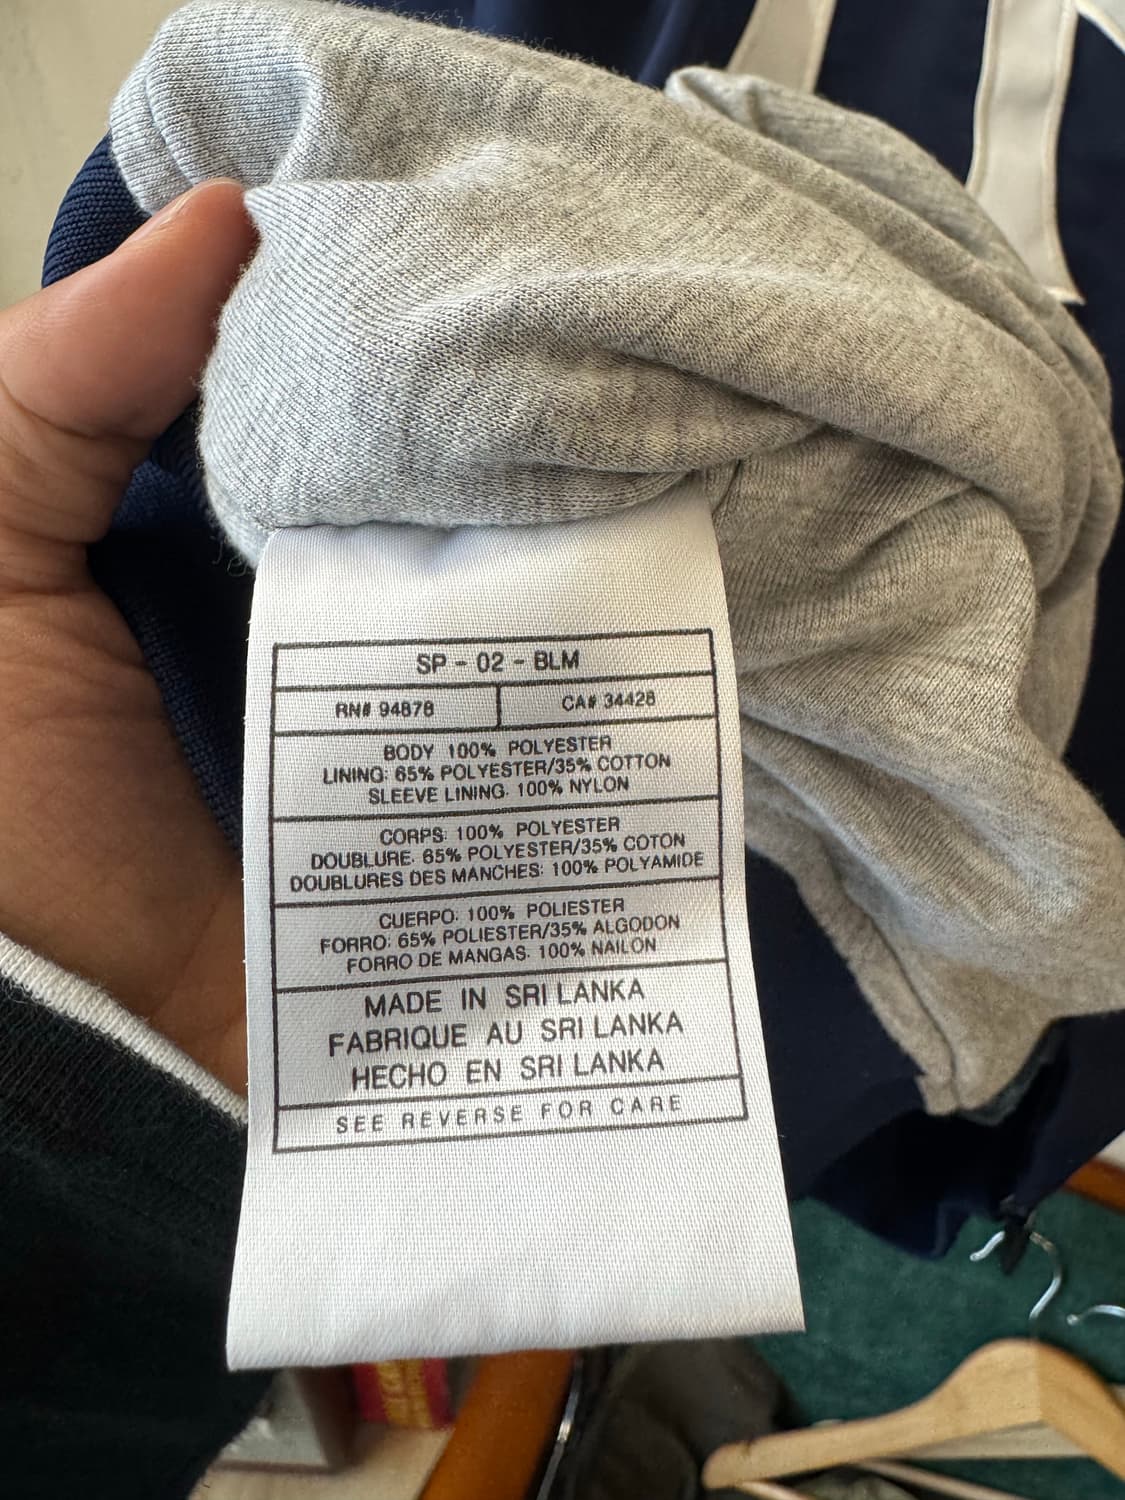 SP - 02 - BLM
RN# 94878
CA# 34428
BODY 100% POLYESTER
LINING: 65% POLYESTER/35% COTTON
SLEEVE LINING: 100% NYLON
CORPS: 100% POLYESTER
DOUBLURE: 65% POLYESTER/35% COTON
DOUBLURES DES MANCHES: 100% POLYAMIDE
CUERPO: 100% POLIESTER
FORRO: 65% POLIESTER/35% ALGODON
FORRO DE MANGAS: 100% NAILON
MADE IN SRI LANKA
FABRIQUE AU SRI LANKA
HECHO EN SRI LANKA
SEE REVERSE FOR CARE